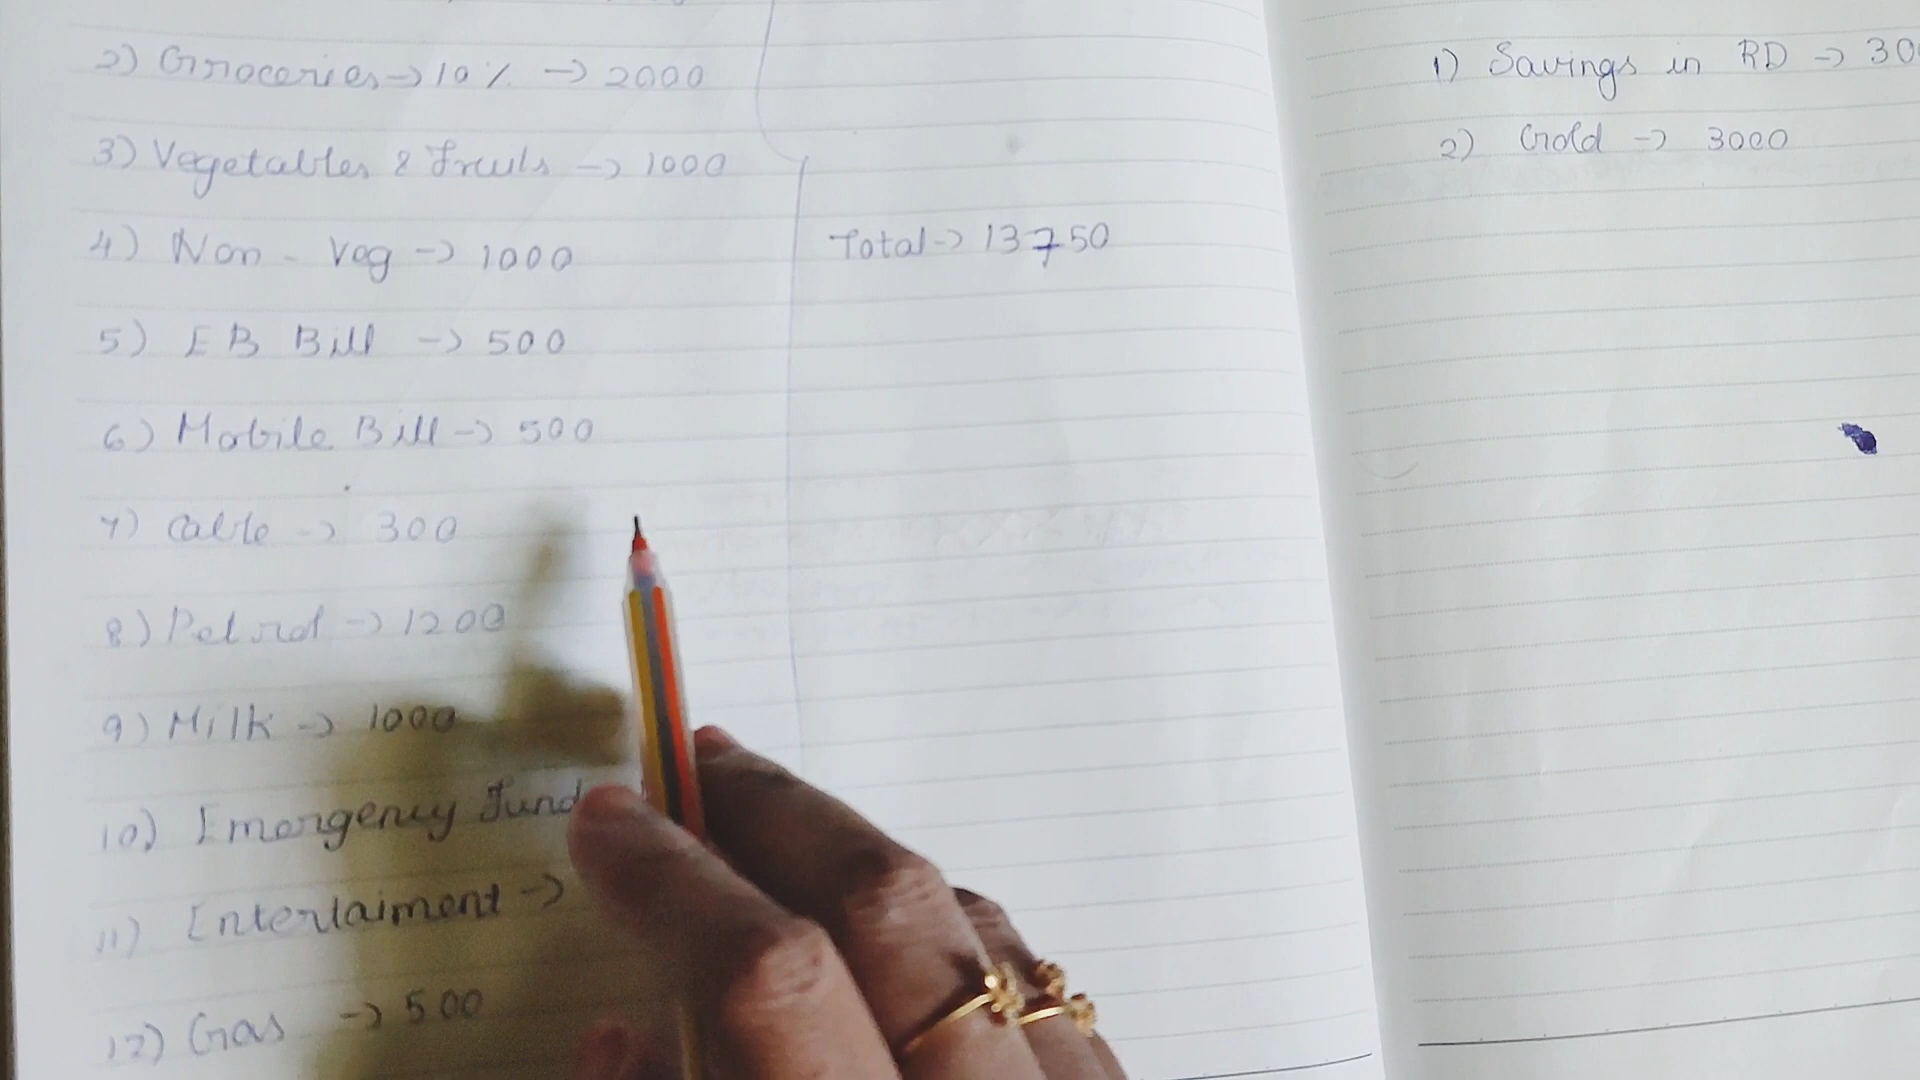 2) Groceries → 10 % → 2000
3) Vegetables & Fruits → 1000
4) Non - Veg → 1000
5) EB Bill → 500
6) Mobile Bill → 500
7) Cable → 300
8) Petrol → 1200
9) Milk → 1000
10) Emergency Fund
11) Entertaiment →
12) Gas → 500
Total → 13750
1) Savings in RD → 30
2) Gold → 3000